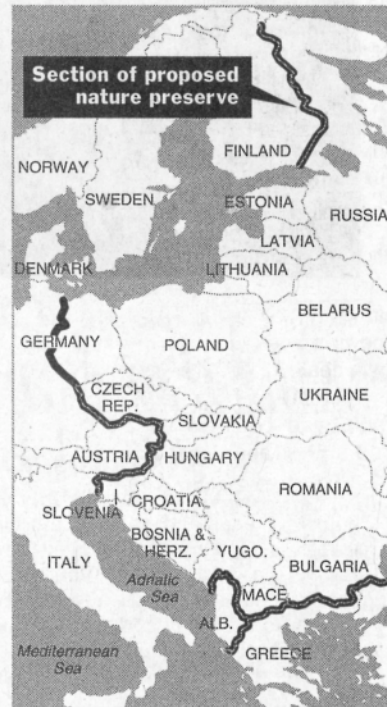 Section of proposed
nature preserve
FINLAND
NORWAY
SWEDEN
ESTONIA
RUSSIA
LATVIA
DENMARK
LITHUANIA
BELARUS
GERMANY
POLAND
CZECH
REP.
UKRAINE
SLOVAKIA
AUSTRIA
HUNGARY
ROMANIA
SLOVENIA
CROATIA
BOSNIA &
HERZ.
YUGO.
ITALY
BULGARIA
Adriatic
Sea
MACE.
ALB.
Mediterranean
Sea
GREECE